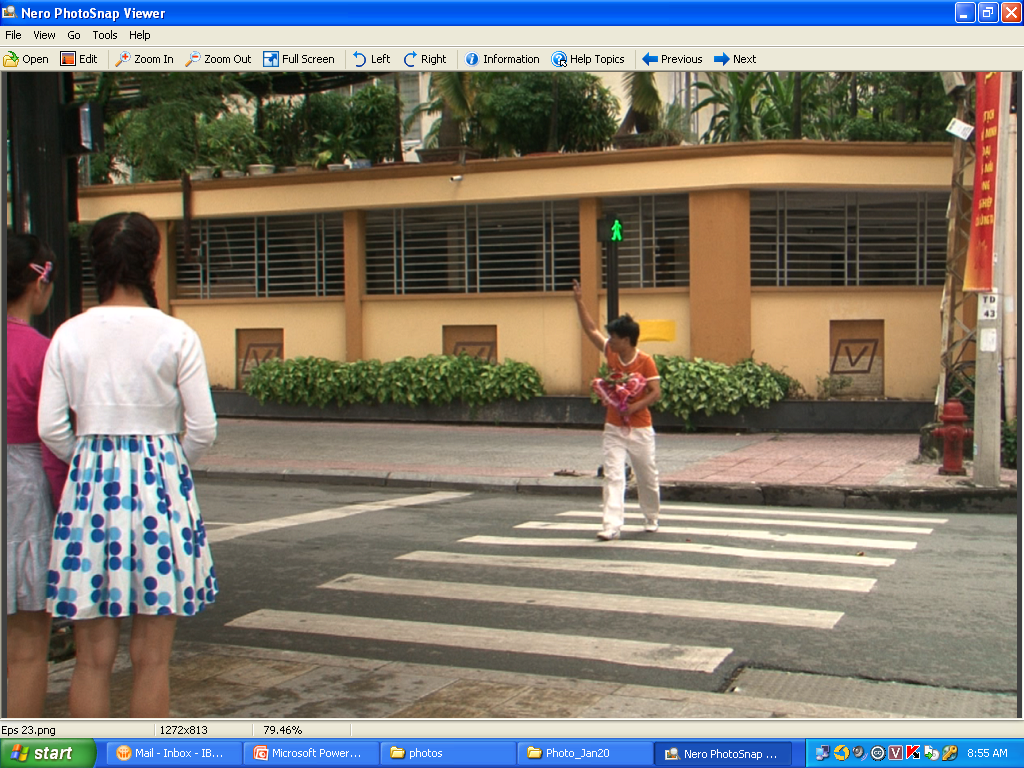 Nero PhotoSnap Viewer
File View Go Tools Help
Open Edit Zoom In Zoom Out Full Screen Left Right Information Help Topics Previous Next
TD
43
Eps 23.png 1272x813 79.46%
start Mail - Inbox - IB... Microsoft Power... photos Photo_Jan20 Nero PhotoSnap ... 8:55 AM